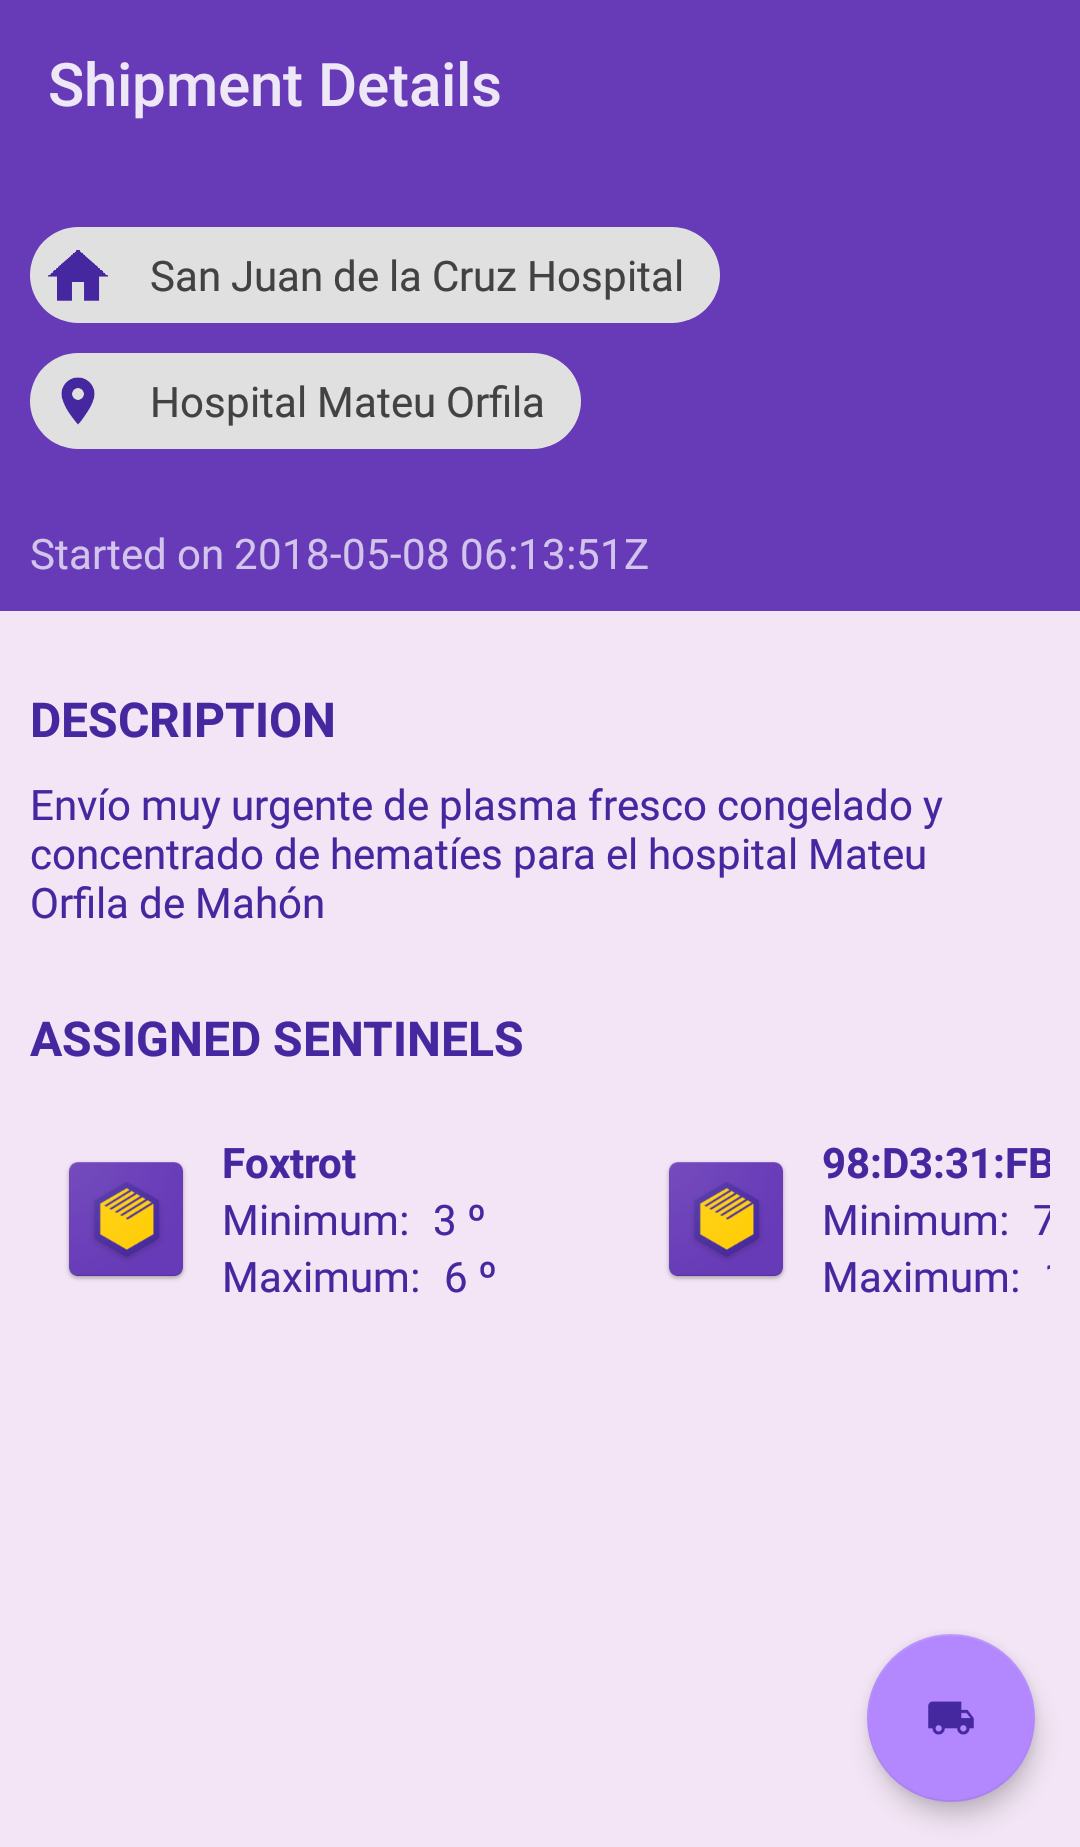 Shipment Details
San Juan de la Cruz Hospital
Hospital Mateu Orfila
Started on 2018-05-08 06:13:51Z
DESCRIPTION
Envío muy urgente de plasma fresco congelado y
concentrado de hematíes para el hospital Mateu
Orfila de Mahón
ASSIGNED SENTINELS
Foxtrot
Minimum: 3 º
Maximum: 6 º
98:D3:31:FB
Minimum: 7
Maximum: